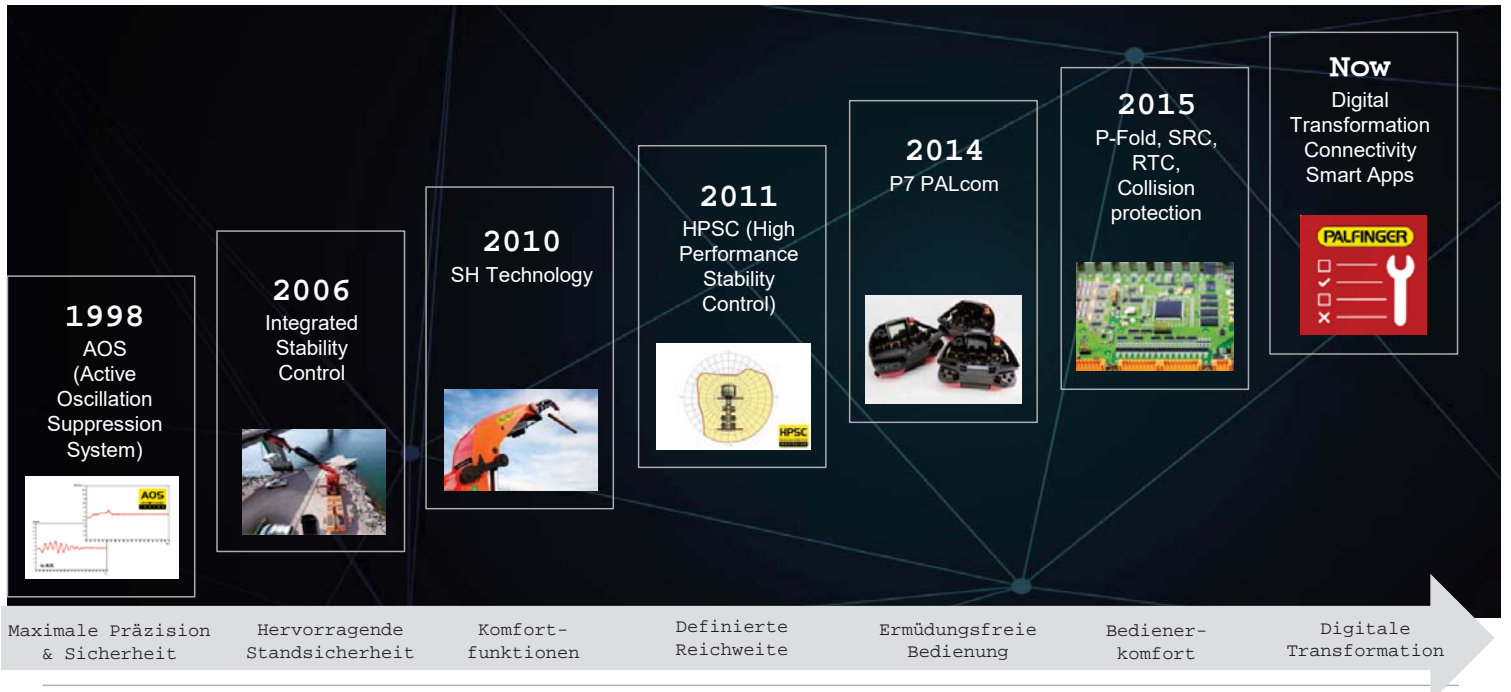 1998
AOS
(Active
Oscillation
Suppression
System)
AOS
2006
Integrated
Stability
Control
2010
SH Technology
2011
HPSC (High
Performance
Stability
Control)
HPSC
2014
P7 PALcom
2015
P-Fold, SRC,
RTC,
Collision
protection
Now
Digital
Transformation
Connectivity
Smart Apps
PALFINGER
Maximale Präzision
& Sicherheit
Hervorragende
Standsicherheit
Komfort-
funktionen
Definierte
Reichweite
Ermüdungsfreie
Bedienung
Bediener-
komfort
Digitale
Transformation